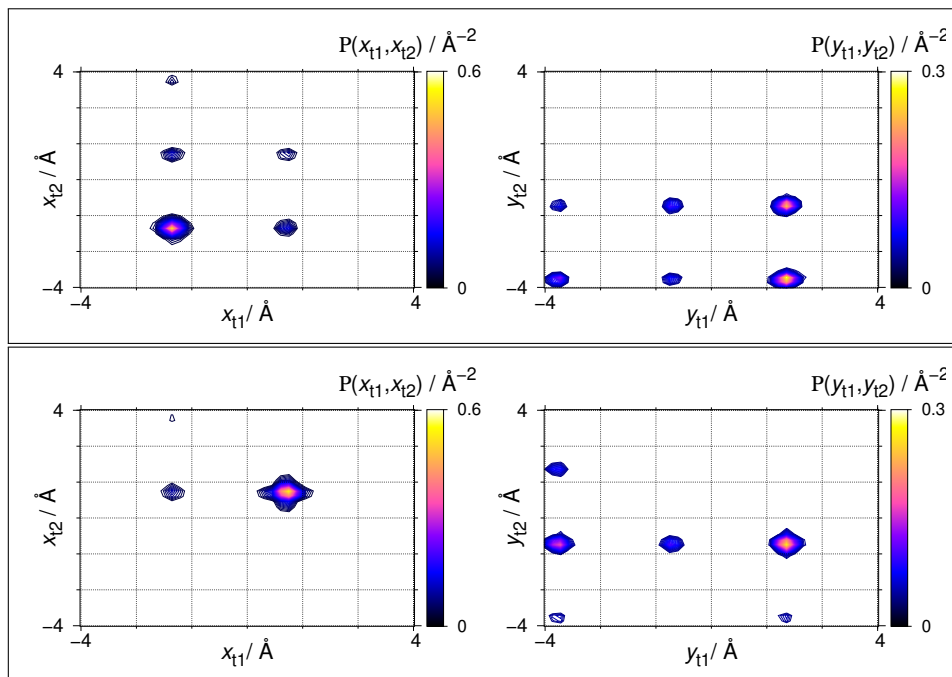 P(x_t1,x_t2) / Å⁻² P(y_t1,y_t2) / Å⁻²
4 0.6 4 0.3
x_t2 / Å y_t2 / Å
−4 0 −4 0
−4 4 −4 4
x_t1/ Å y_t1/ Å
P(x_t1,x_t2) / Å⁻² P(y_t1,y_t2) / Å⁻²
4 0.6 4 0.3
x_t2 / Å y_t2 / Å
−4 0 −4 0
−4 4 −4 4
x_t1/ Å y_t1/ Å